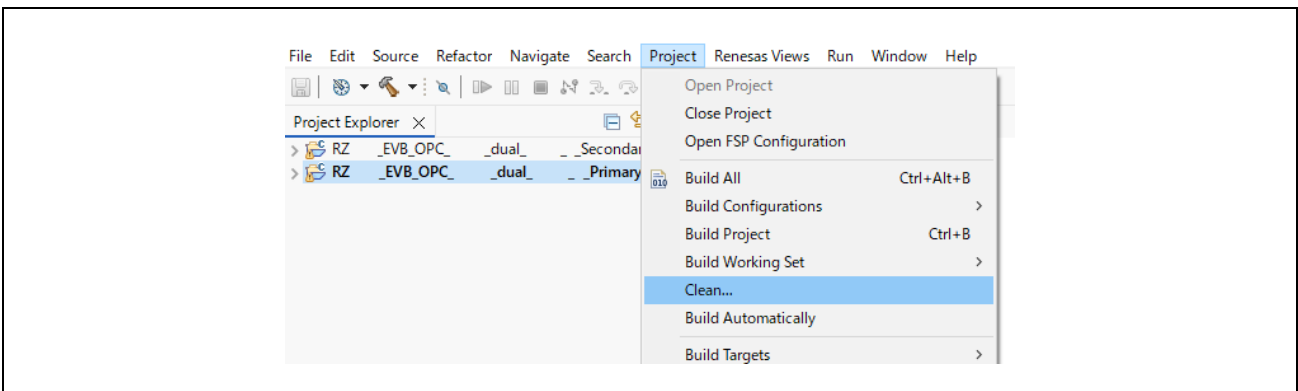 File Edit Source Refactor Navigate Search Project Renesas Views Run Window Help
Project Explorer
RZ _EVB_OPC_ _dual_ _ _Secondar
RZ _EVB_OPC_ _dual_ _ _Primary
Open Project
Close Project
Open FSP Configuration
010 Build All Ctrl+Alt+B
Build Configurations >
Build Project Ctrl+B
Build Working Set >
Clean...
Build Automatically
Build Targets >